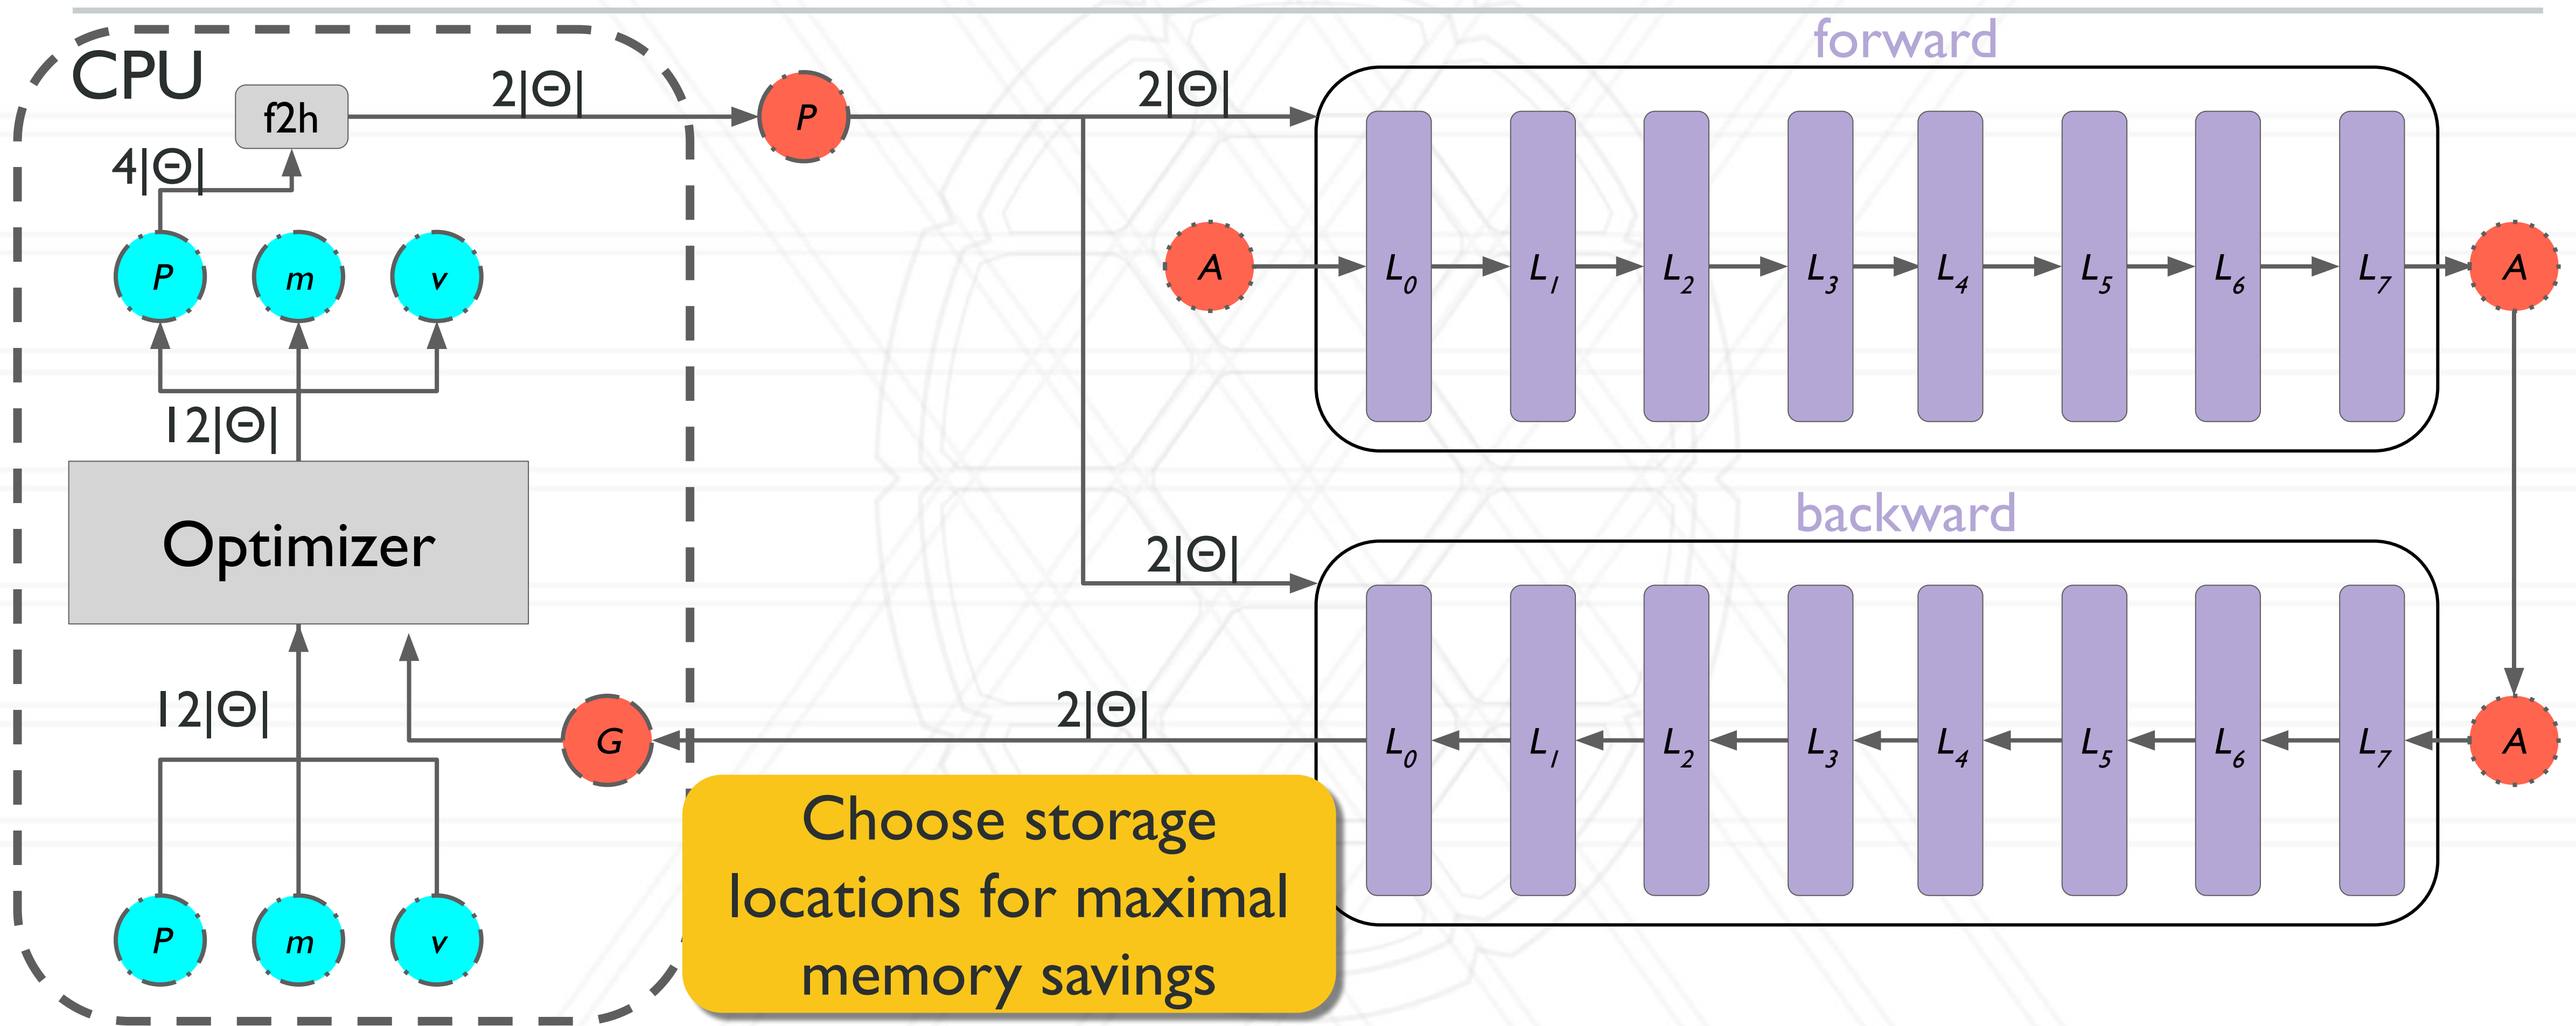 forward
CPU
f2h
2|Θ|
P
2|Θ|
4|Θ|
P
m
v
A
L0
L1
L2
L3
L4
L5
L6
L7
A
12|Θ|
Optimizer
backward
2|Θ|
12|Θ|
G
2|Θ|
L0
L1
L2
L3
L4
L5
L6
L7
A
P
m
v
Choose storage
locations for maximal
memory savings